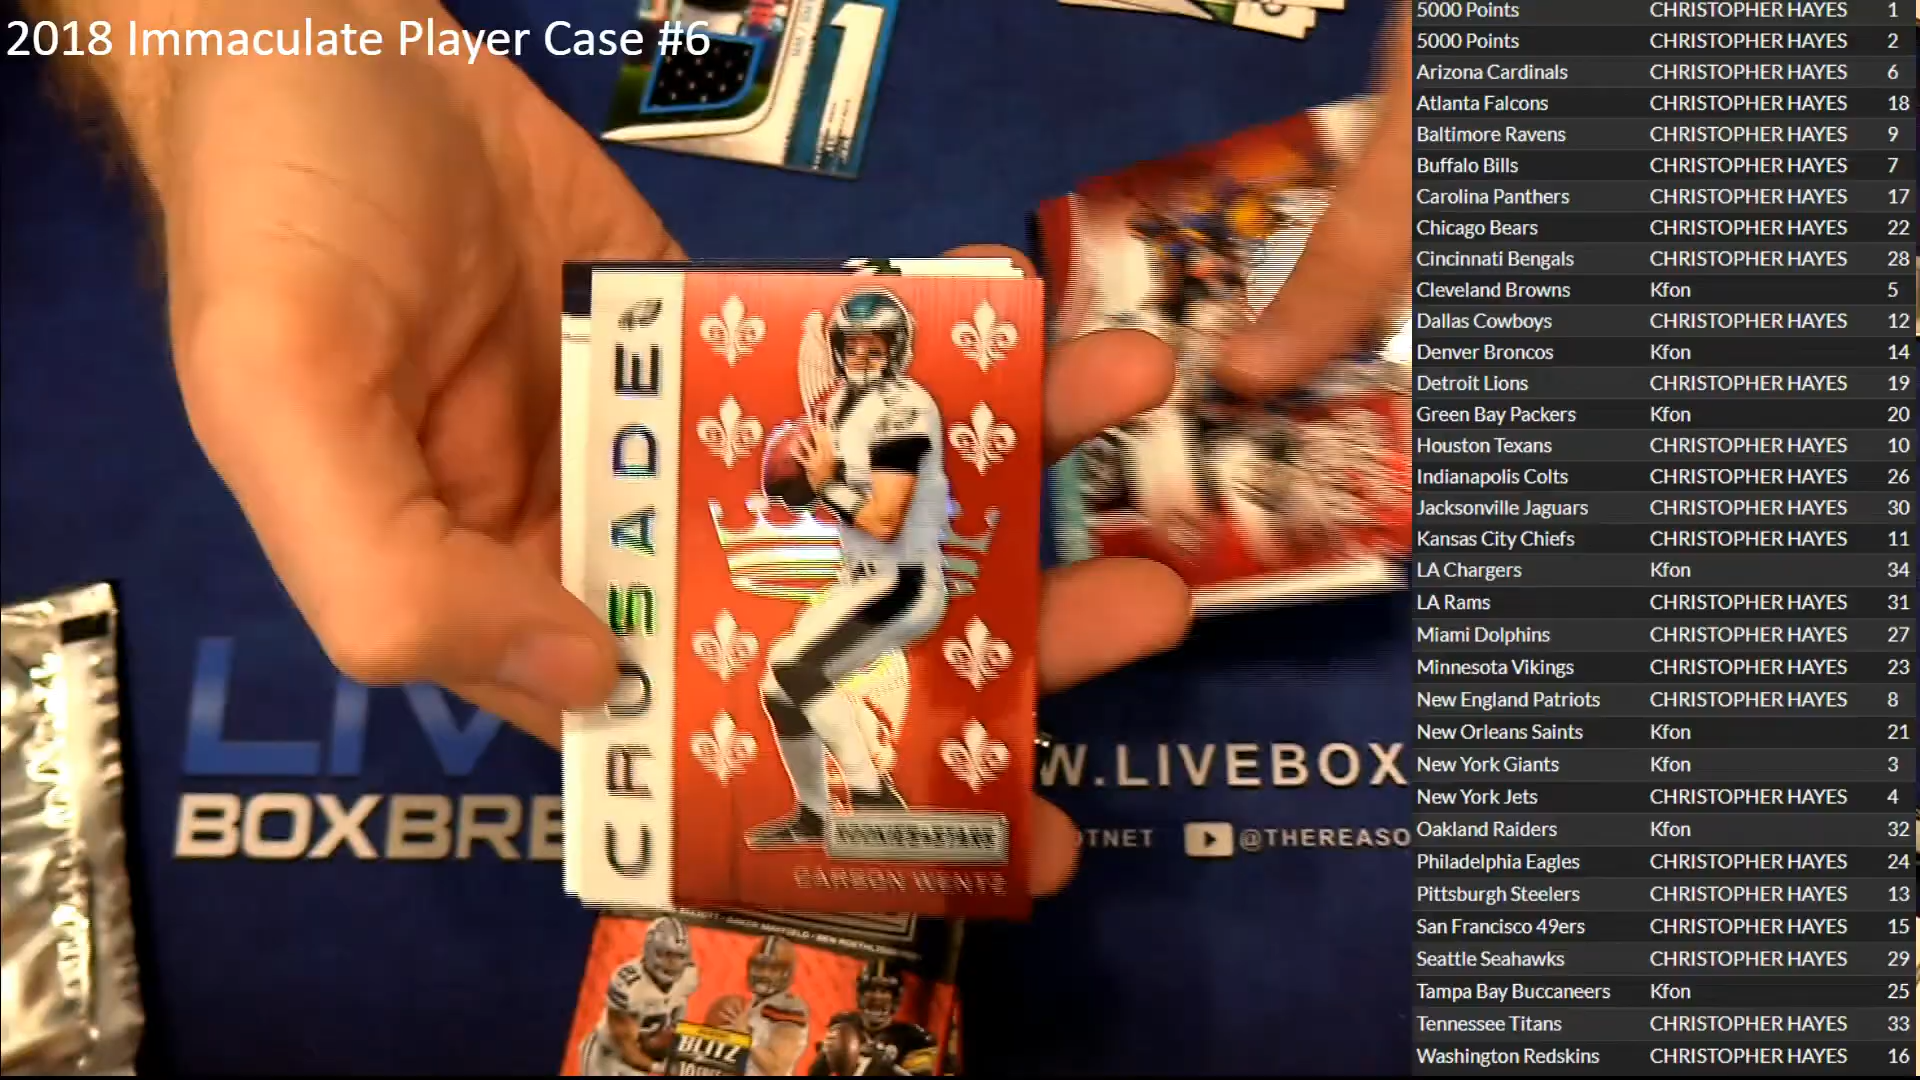 2018 Immaculate Player Case #6
1
CRUSADE
CARSON WENTZ
LIV
BOXBRE
W.LIVEBOX
OTNET
@THEREASO
BLITZ
5000 Points CHRISTOPHER HAYES 1
5000 Points CHRISTOPHER HAYES 2
Arizona Cardinals CHRISTOPHER HAYES 6
Atlanta Falcons CHRISTOPHER HAYES 18
Baltimore Ravens CHRISTOPHER HAYES 9
Buffalo Bills CHRISTOPHER HAYES 7
Carolina Panthers CHRISTOPHER HAYES 17
Chicago Bears CHRISTOPHER HAYES 22
Cincinnati Bengals CHRISTOPHER HAYES 28
Cleveland Browns Kfon 5
Dallas Cowboys CHRISTOPHER HAYES 12
Denver Broncos Kfon 14
Detroit Lions CHRISTOPHER HAYES 19
Green Bay Packers Kfon 20
Houston Texans CHRISTOPHER HAYES 10
Indianapolis Colts CHRISTOPHER HAYES 26
Jacksonville Jaguars CHRISTOPHER HAYES 30
Kansas City Chiefs CHRISTOPHER HAYES 11
LA Chargers Kfon 34
LA Rams CHRISTOPHER HAYES 31
Miami Dolphins CHRISTOPHER HAYES 27
Minnesota Vikings CHRISTOPHER HAYES 23
New England Patriots CHRISTOPHER HAYES 8
New Orleans Saints Kfon 21
New York Giants Kfon 3
New York Jets CHRISTOPHER HAYES 4
Oakland Raiders Kfon 32
Philadelphia Eagles CHRISTOPHER HAYES 24
Pittsburgh Steelers CHRISTOPHER HAYES 13
San Francisco 49ers CHRISTOPHER HAYES 15
Seattle Seahawks CHRISTOPHER HAYES 29
Tampa Bay Buccaneers Kfon 25
Tennessee Titans CHRISTOPHER HAYES 33
Washington Redskins CHRISTOPHER HAYES 16